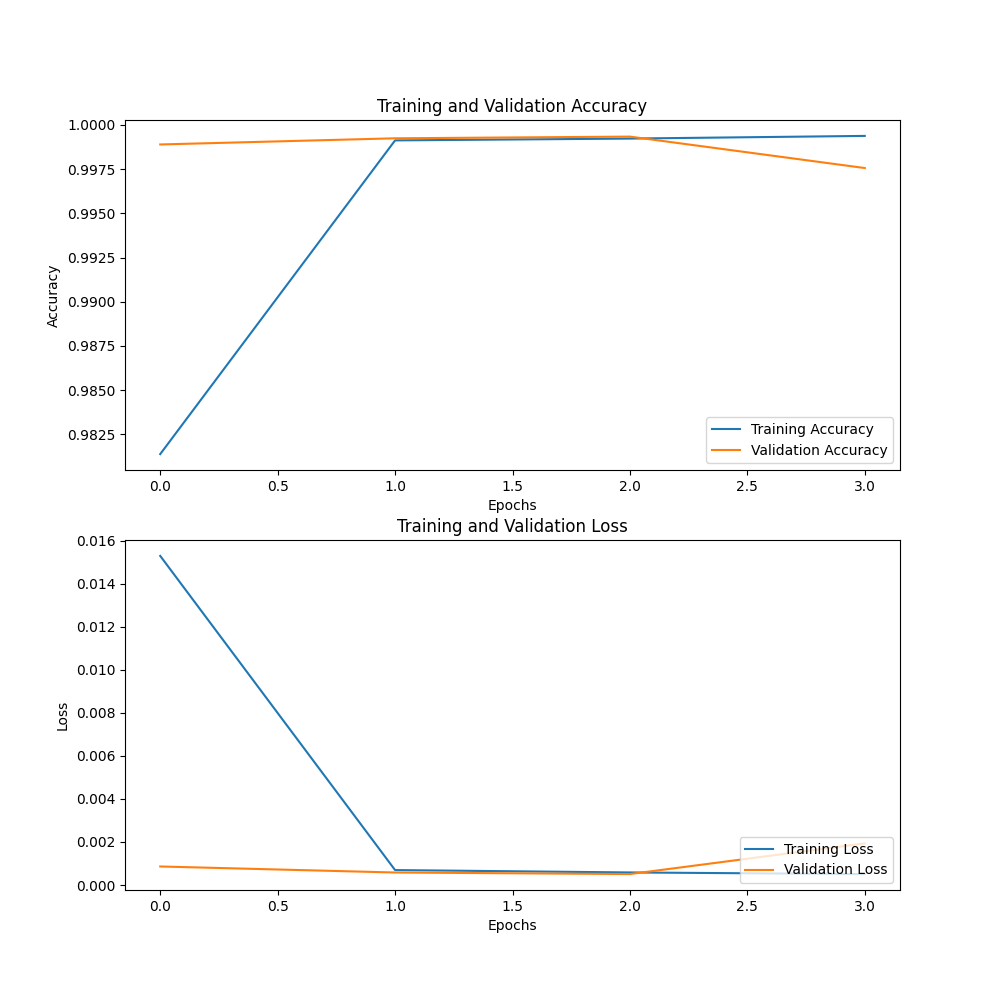 Training and Validation Accuracy
1.0000
0.9975
0.9950
0.9925
0.9900
0.9875
0.9850
0.9825
Accuracy
Training Accuracy
Validation Accuracy
0.0 0.5 1.0 1.5 2.0 2.5 3.0
Epochs
Training and Validation Loss
0.016
0.014
0.012
0.010
0.008
0.006
0.004
0.002
0.000
Loss
Training Loss
Validation Loss
0.0 0.5 1.0 1.5 2.0 2.5 3.0
Epochs